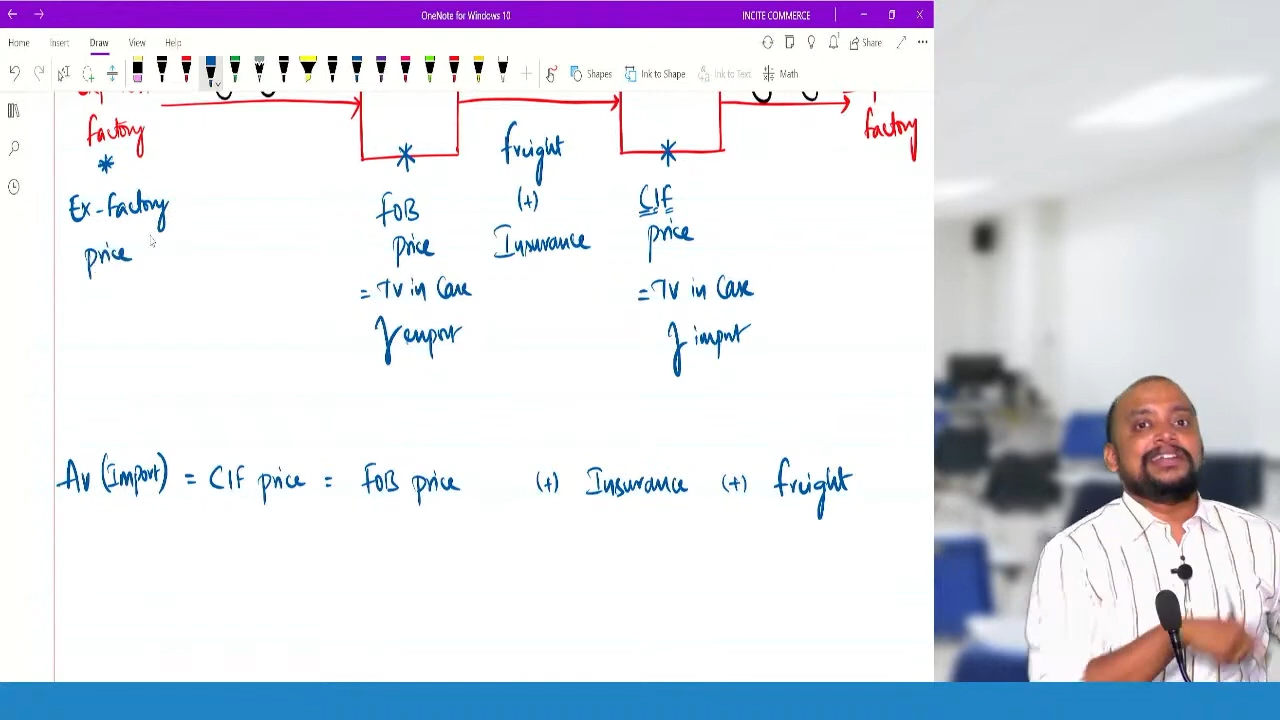 OneNote for Windows 10
INCITE COMMERCE
Home Insert Draw View Help
Share
Shapes
Ink to Shape
Ink to Text
Math
factory
Ex-factory
price
FOB
price
= TV in Case
of export
freight
(+)
Insurance
CIF
price
= TV in Case
of import
factory
AV (Import) = CIF price = FOB price (+) Insurance (+) freight